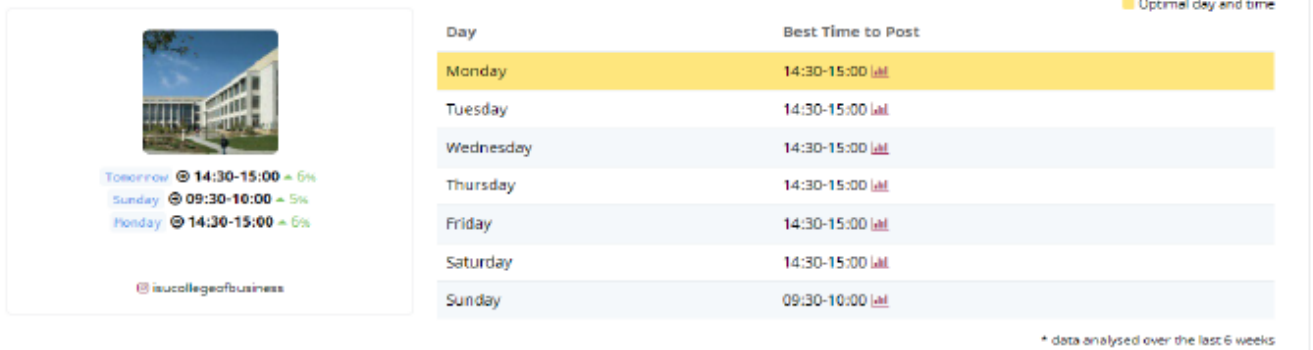 Optimal day and time
Day Best Time to Post
Monday 14:30-15:00
Tuesday 14:30-15:00
Wednesday 14:30-15:00
Thursday 14:30-15:00
Friday 14:30-15:00
Saturday 14:30-15:00
Sunday 09:30-10:00
* data analysed over the last 6 weeks
Tomorrow 14:30-15:00 6%
Sunday 09:30-10:00 5%
Monday 14:30-15:00 6%
isucollegeofbusiness